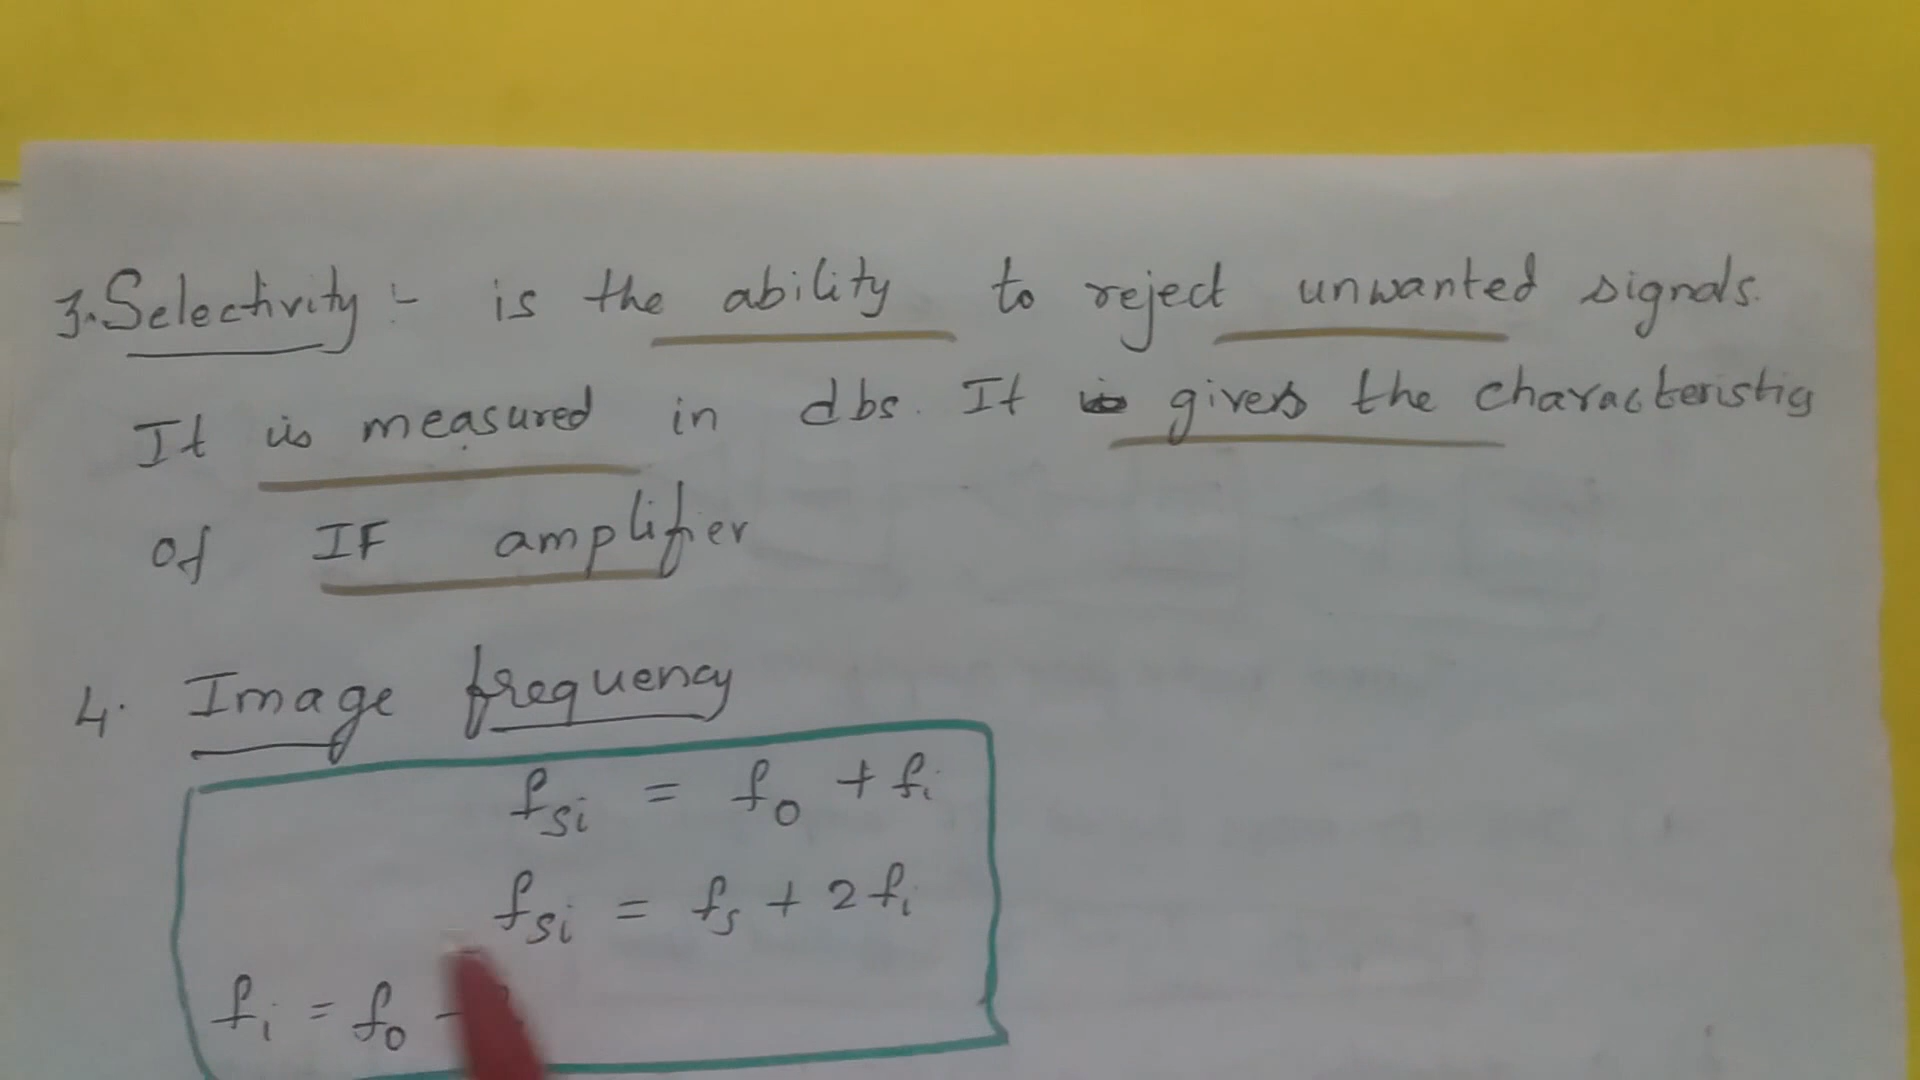 3. Selectivity :- is the ability to reject unwanted signals.
It is measured in dbs. It gives the characteristics
of IF amplifier
4. Image frequency
fsi = fo + fi
fsi = fs + 2fi
fi = fo -